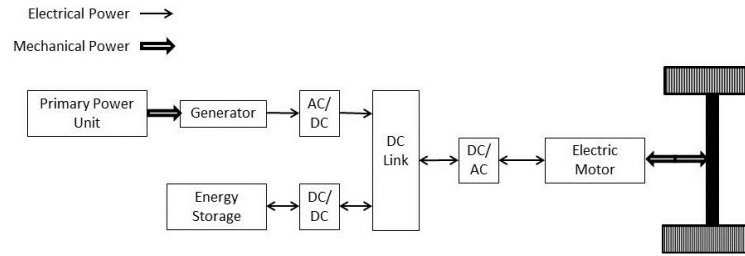 Electrical Power
Mechanical Power
Primary Power
Unit
Generator
AC/
DC
DC
Link
DC/
AC
Electric
Motor
Energy
Storage
DC/
DC